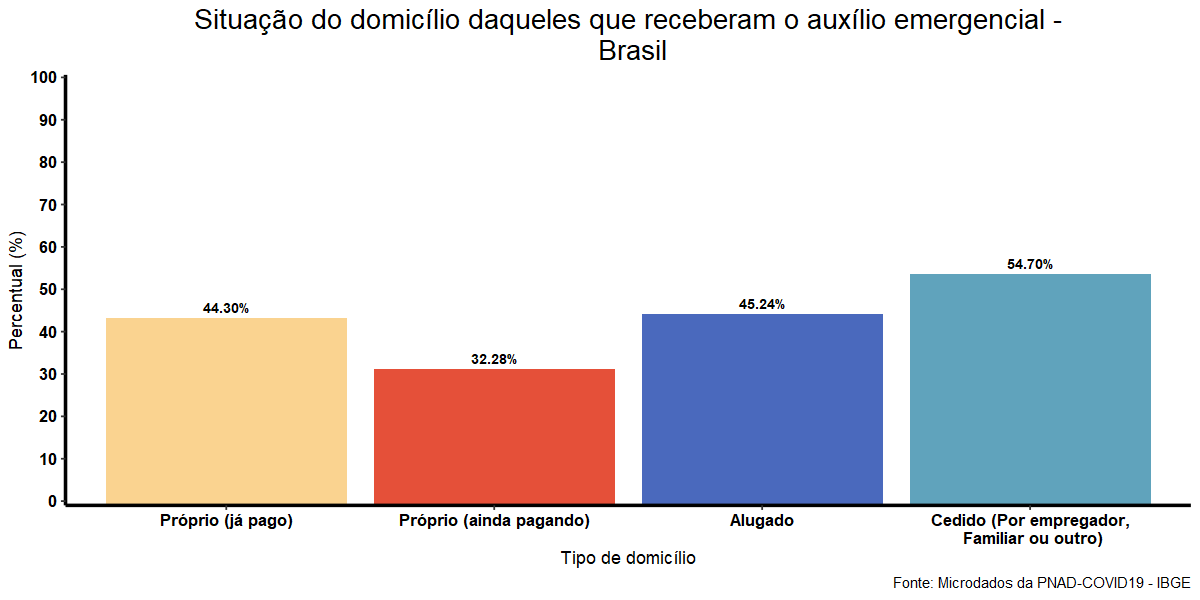 Situação do domicílio daqueles que receberam o auxílio emergencial -
Brasil
Percentual (%)
100
90
80
70
60
50
40
30
20
10
0
44.30%
32.28%
45.24%
54.70%
Próprio (já pago)
Próprio (ainda pagando)
Alugado
Cedido (Por empregador,
Familiar ou outro)
Tipo de domicílio
Fonte: Microdados da PNAD-COVID19 - IBGE